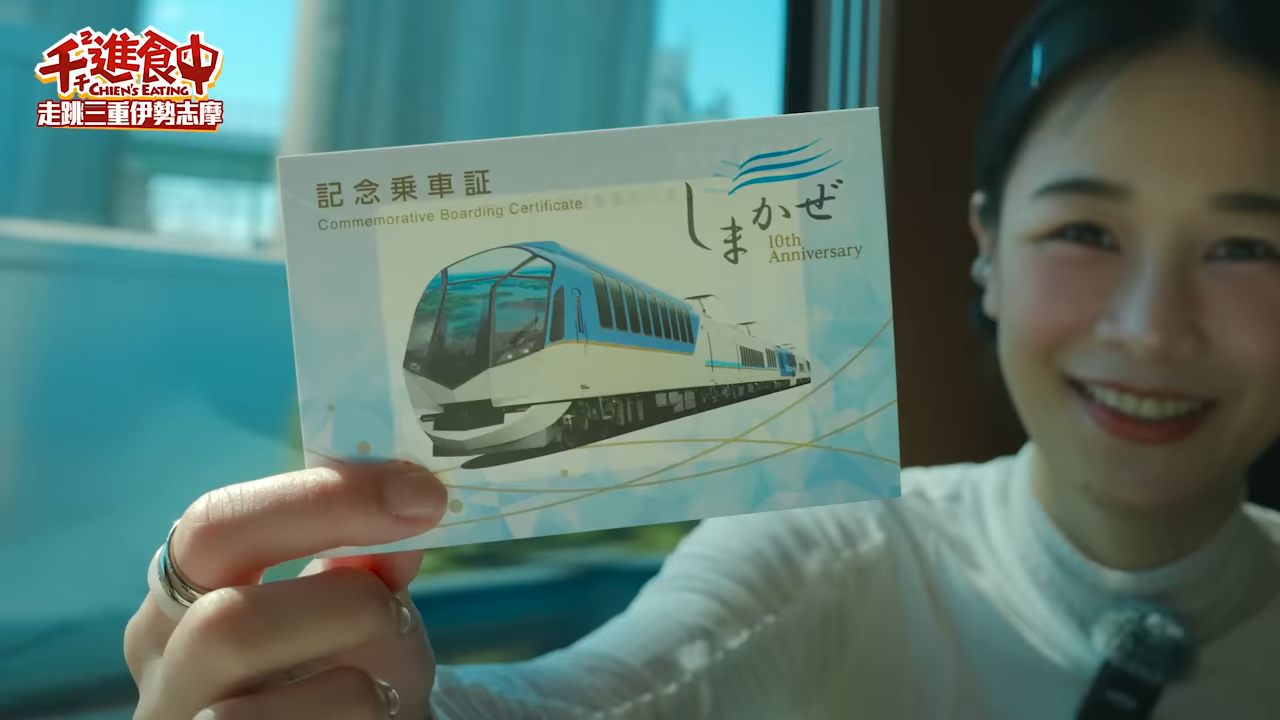 千千進食中
CHIEN'S EATING
走跳三重伊勢志摩
記念乗車証
Commemorative Boarding Certificate
しまかぜ
10th
Anniversary